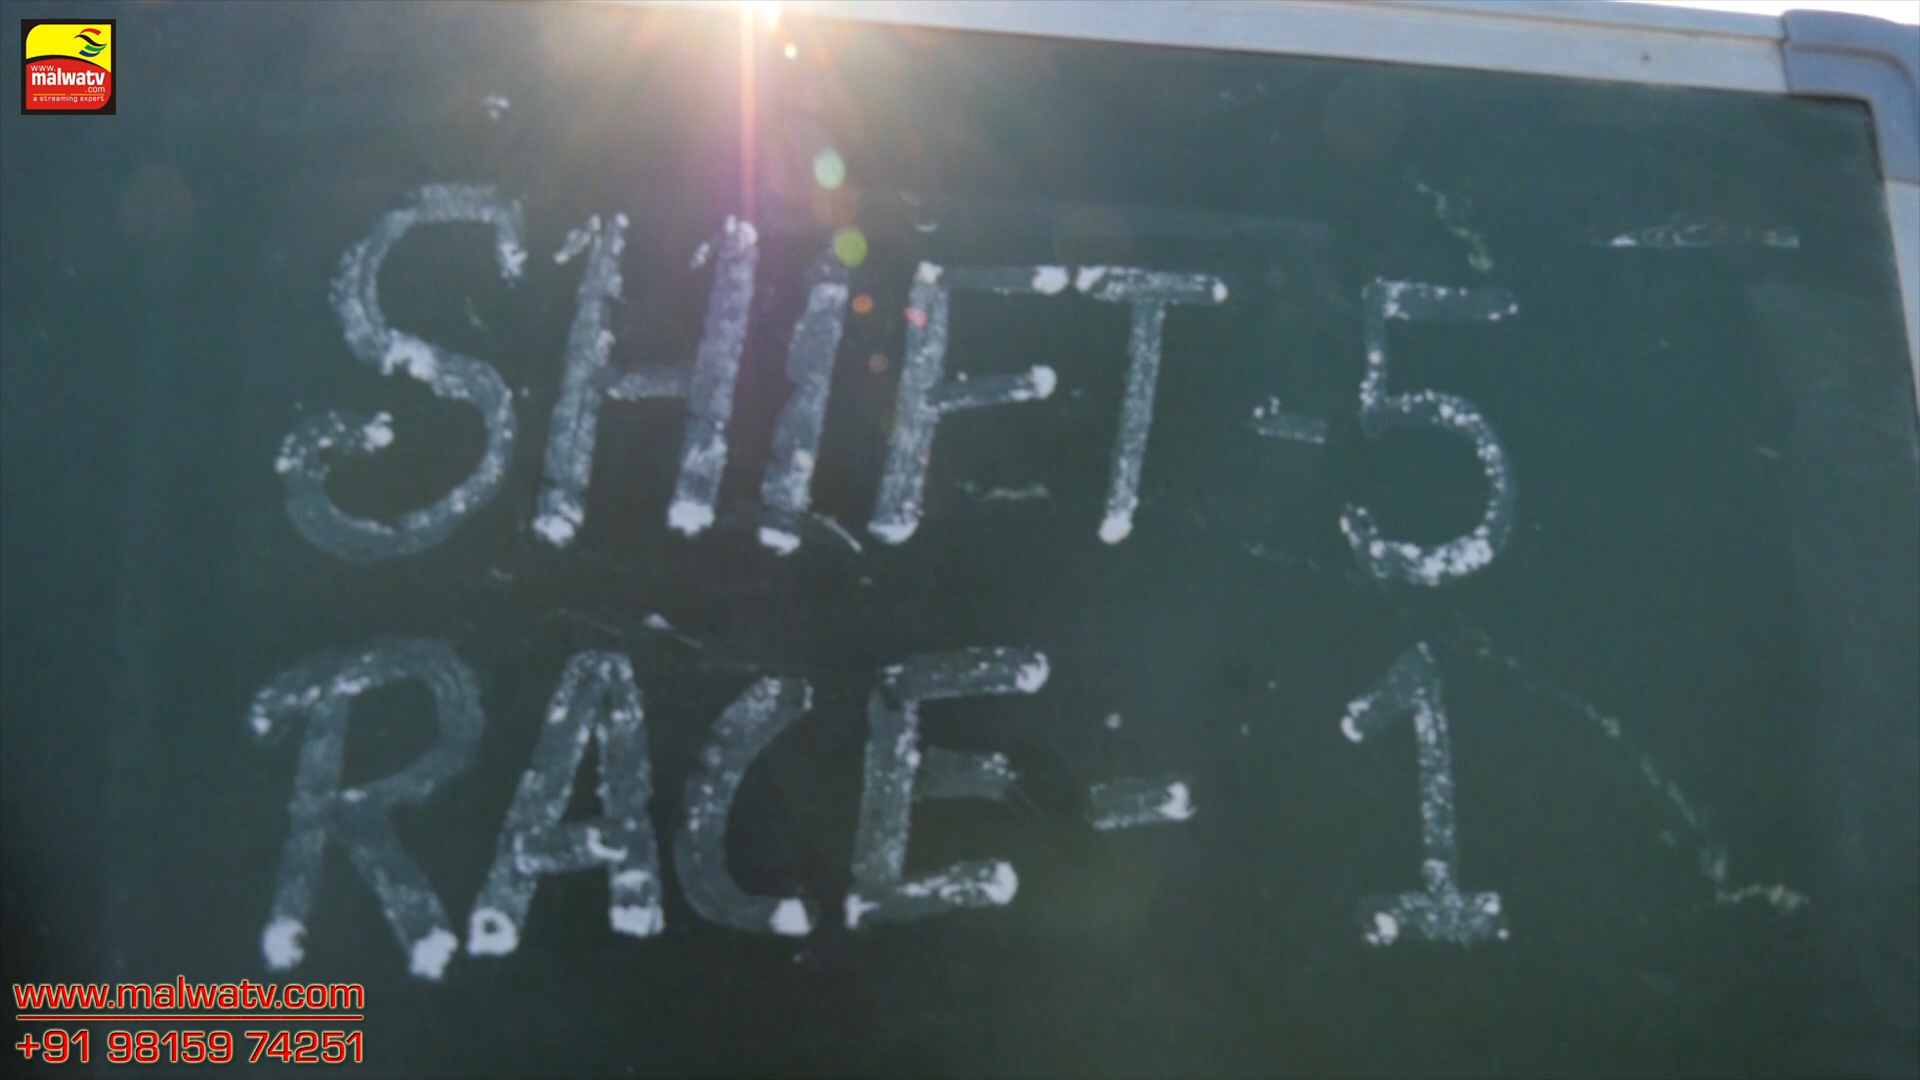 www.
malwatv
.com
a streaming expert
SHIFT-5
RACE-1
www.malwatv.com
+91 98159 74251